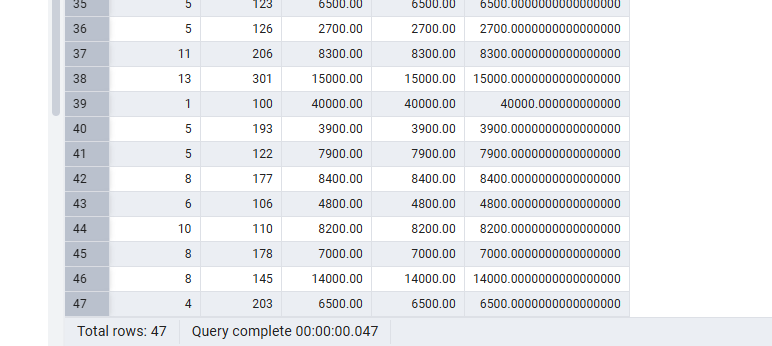 35 5 123 6500.00 6500.00 6500.0000000000000000
36 5 126 2700.00 2700.00 2700.0000000000000000
37 11 206 8300.00 8300.00 8300.0000000000000000
38 13 301 15000.00 15000.00 15000.000000000000
39 1 100 40000.00 40000.00 40000.000000000000
40 5 193 3900.00 3900.00 3900.0000000000000000
41 5 122 7900.00 7900.00 7900.0000000000000000
42 8 177 8400.00 8400.00 8400.0000000000000000
43 6 106 4800.00 4800.00 4800.0000000000000000
44 10 110 8200.00 8200.00 8200.0000000000000000
45 8 178 7000.00 7000.00 7000.0000000000000000
46 8 145 14000.00 14000.00 14000.0000000000000000
47 4 203 6500.00 6500.00 6500.0000000000000000
Total rows: 47 Query complete 00:00:00.047